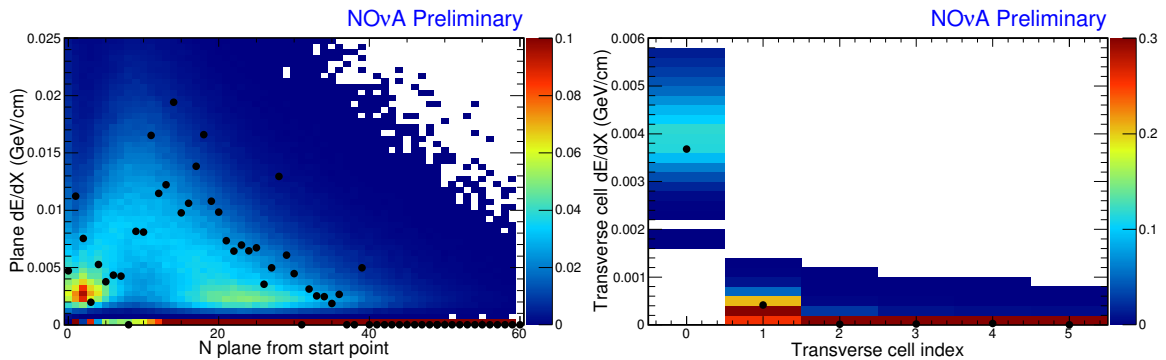 NOνA Preliminary
Plane dE/dX (GeV/cm)
0.025
0.02
0.015
0.01
0.005
0
0 20 40 60
N plane from start point
0.1
0.08
0.06
0.04
0.02
0
NOνA Preliminary
Transverse cell dE/dX (GeV/cm)
0.006
0.005
0.004
0.003
0.002
0.001
0
0 1 2 3 4 5
Transverse cell index
0.3
0.2
0.1
0